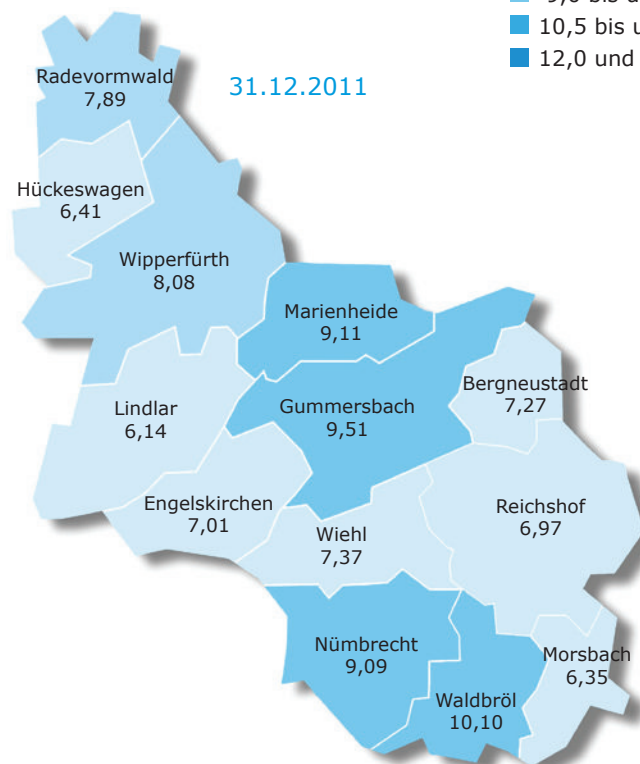 10,5 bis u
12,0 und
31.12.2011
Radevormwald
7,89
Hückeswagen
6,41
Wipperfürth
8,08
Marienheide
9,11
Bergneustadt
7,27
Lindlar
6,14
Gummersbach
9,51
Engelskirchen
7,01
Wiehl
7,37
Reichshof
6,97
Nümbrecht
9,09
Morsbach
6,35
Waldbröl
10,10